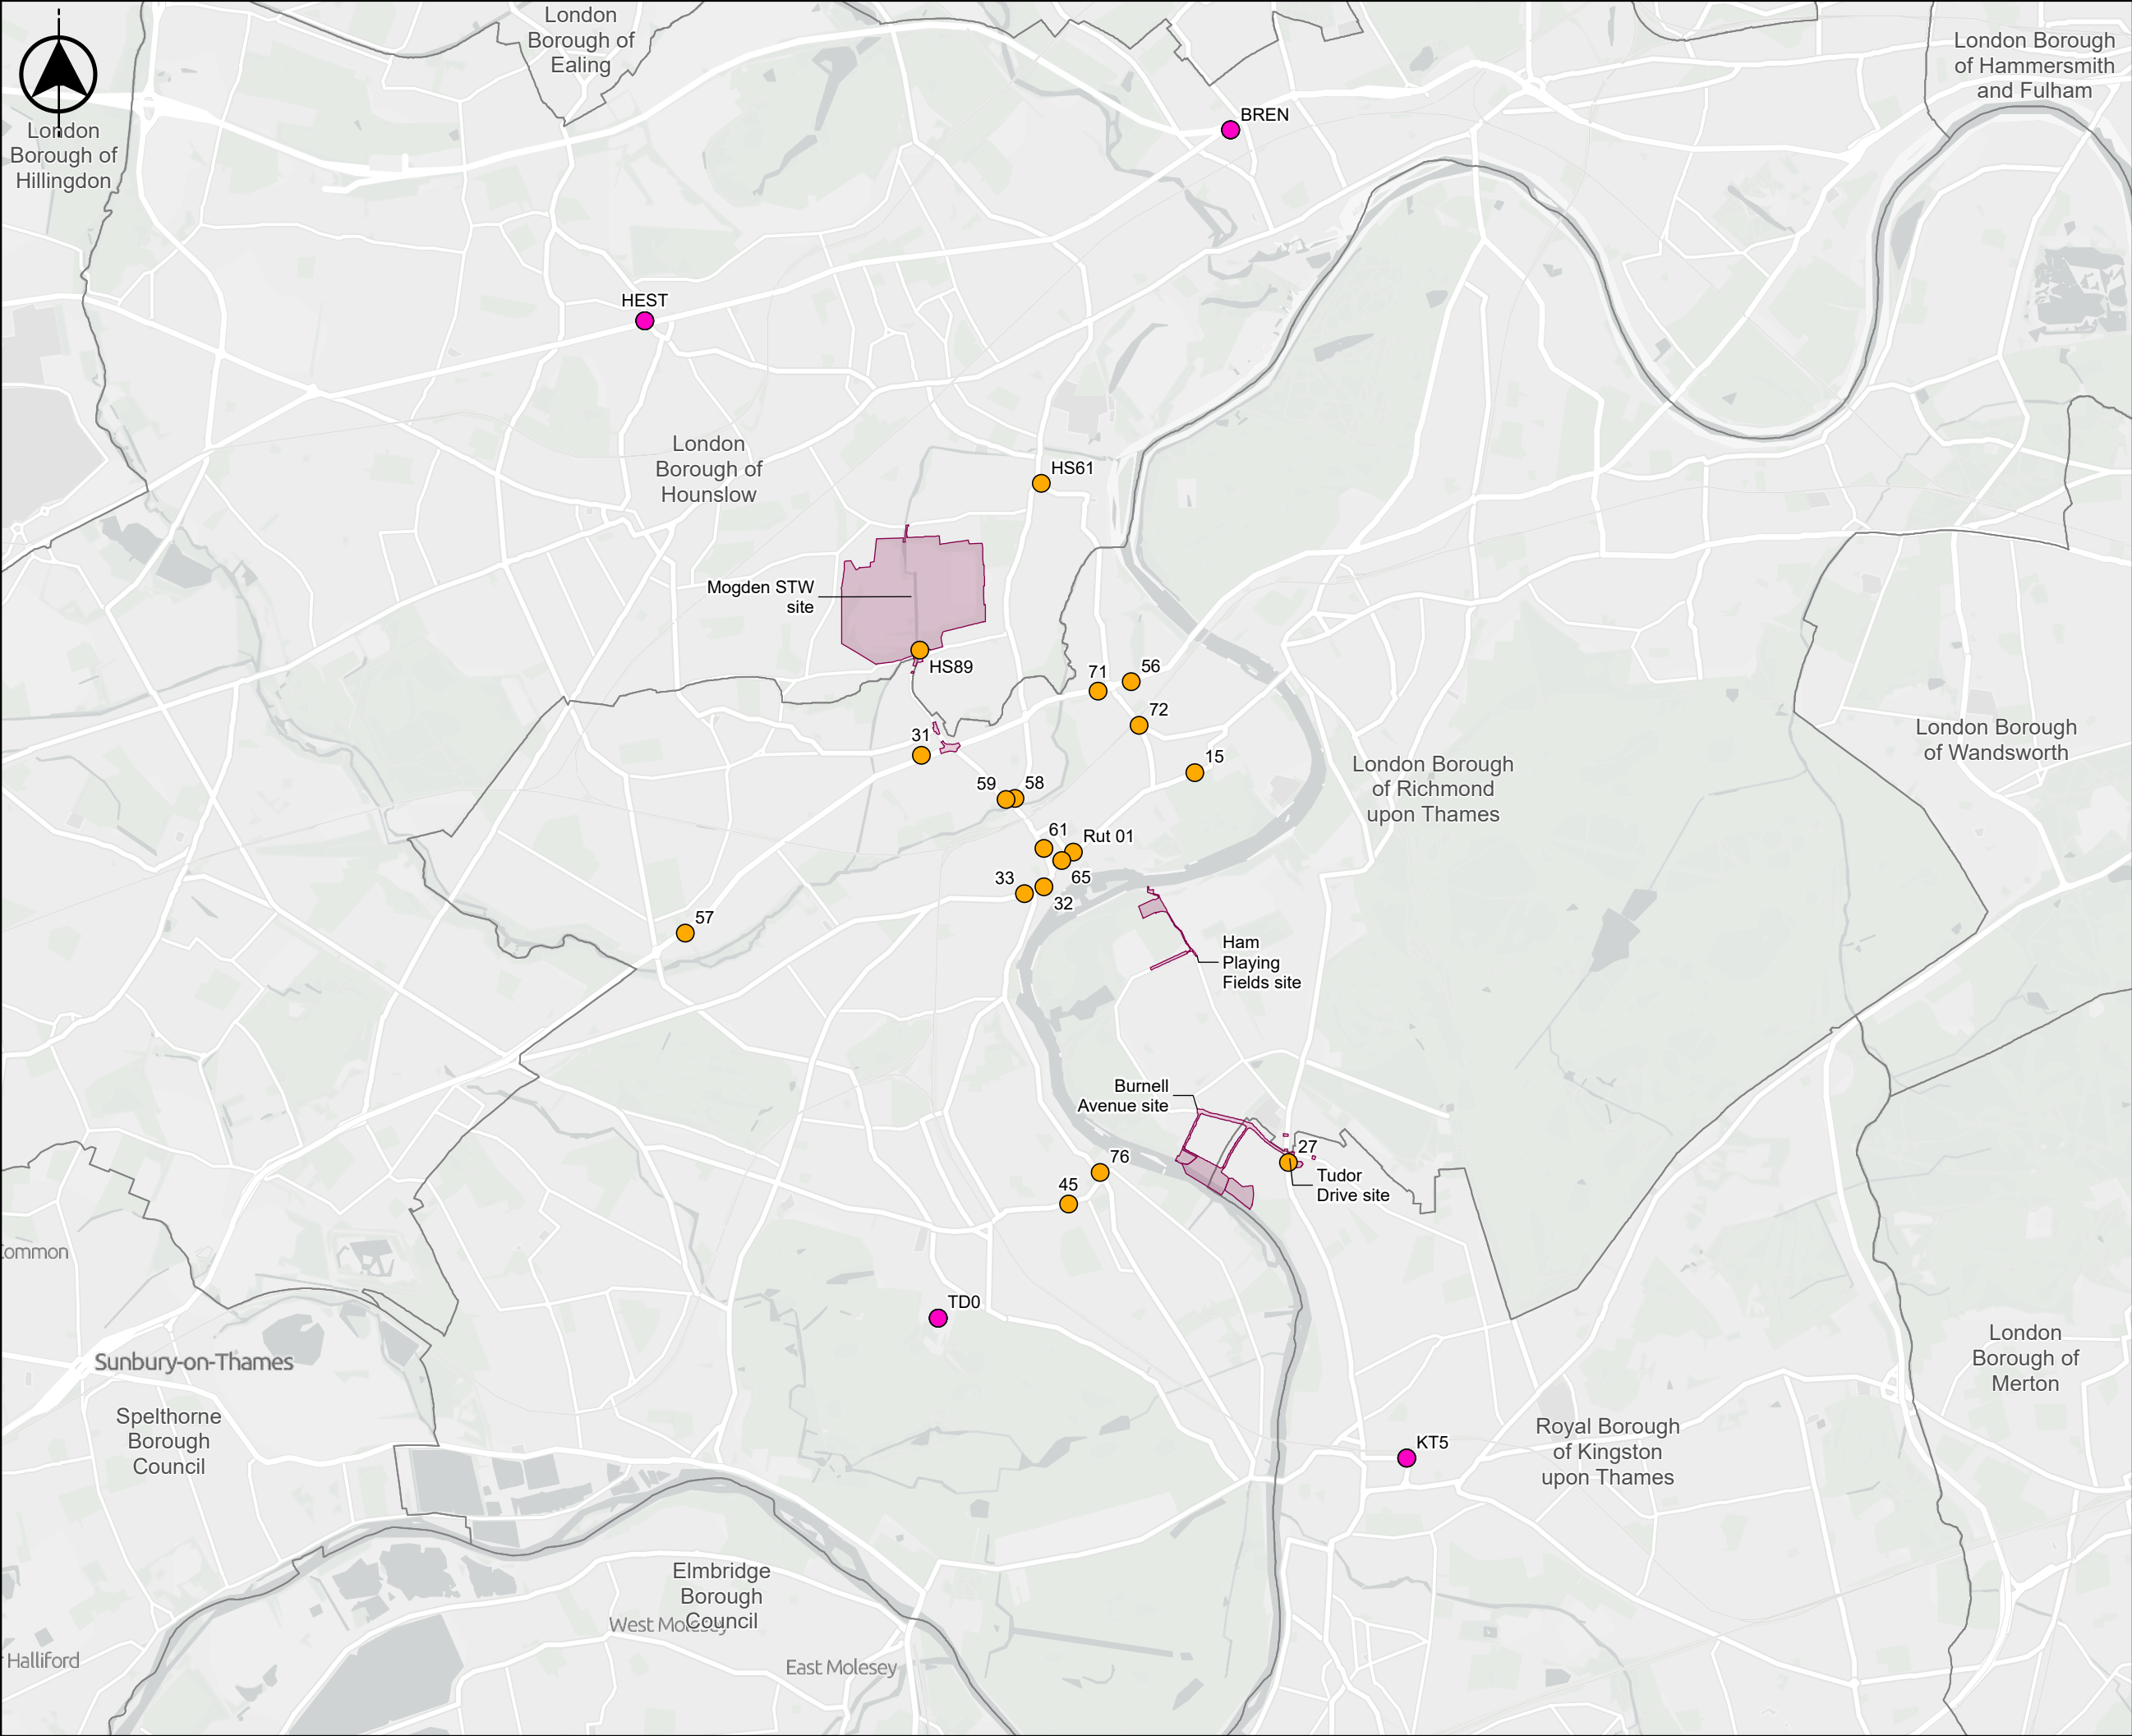 London
Borough of
Ealing
London Borough
of Hammersmith
and Fulham
London
Borough of
Hillingdon
BREN
HEST
London
Borough of
Hounslow
HS61
Mogden STW
site
HS89
71
56
72
31
15
London Borough
of Richmond
upon Thames
London Borough
of Wandsworth
59
58
61
Rut 01
65
33
32
57
Ham
Playing
Fields site
Burnell
Avenue site
27
Tudor
Drive site
76
45
Common
TD0
Sunbury-on-Thames
London
Borough of
Merton
Spelthorne
Borough
Council
KT5
Royal Borough
of Kingston
upon Thames
Elmbridge
Borough
Council
West Molesey
East Molesey
Halliford